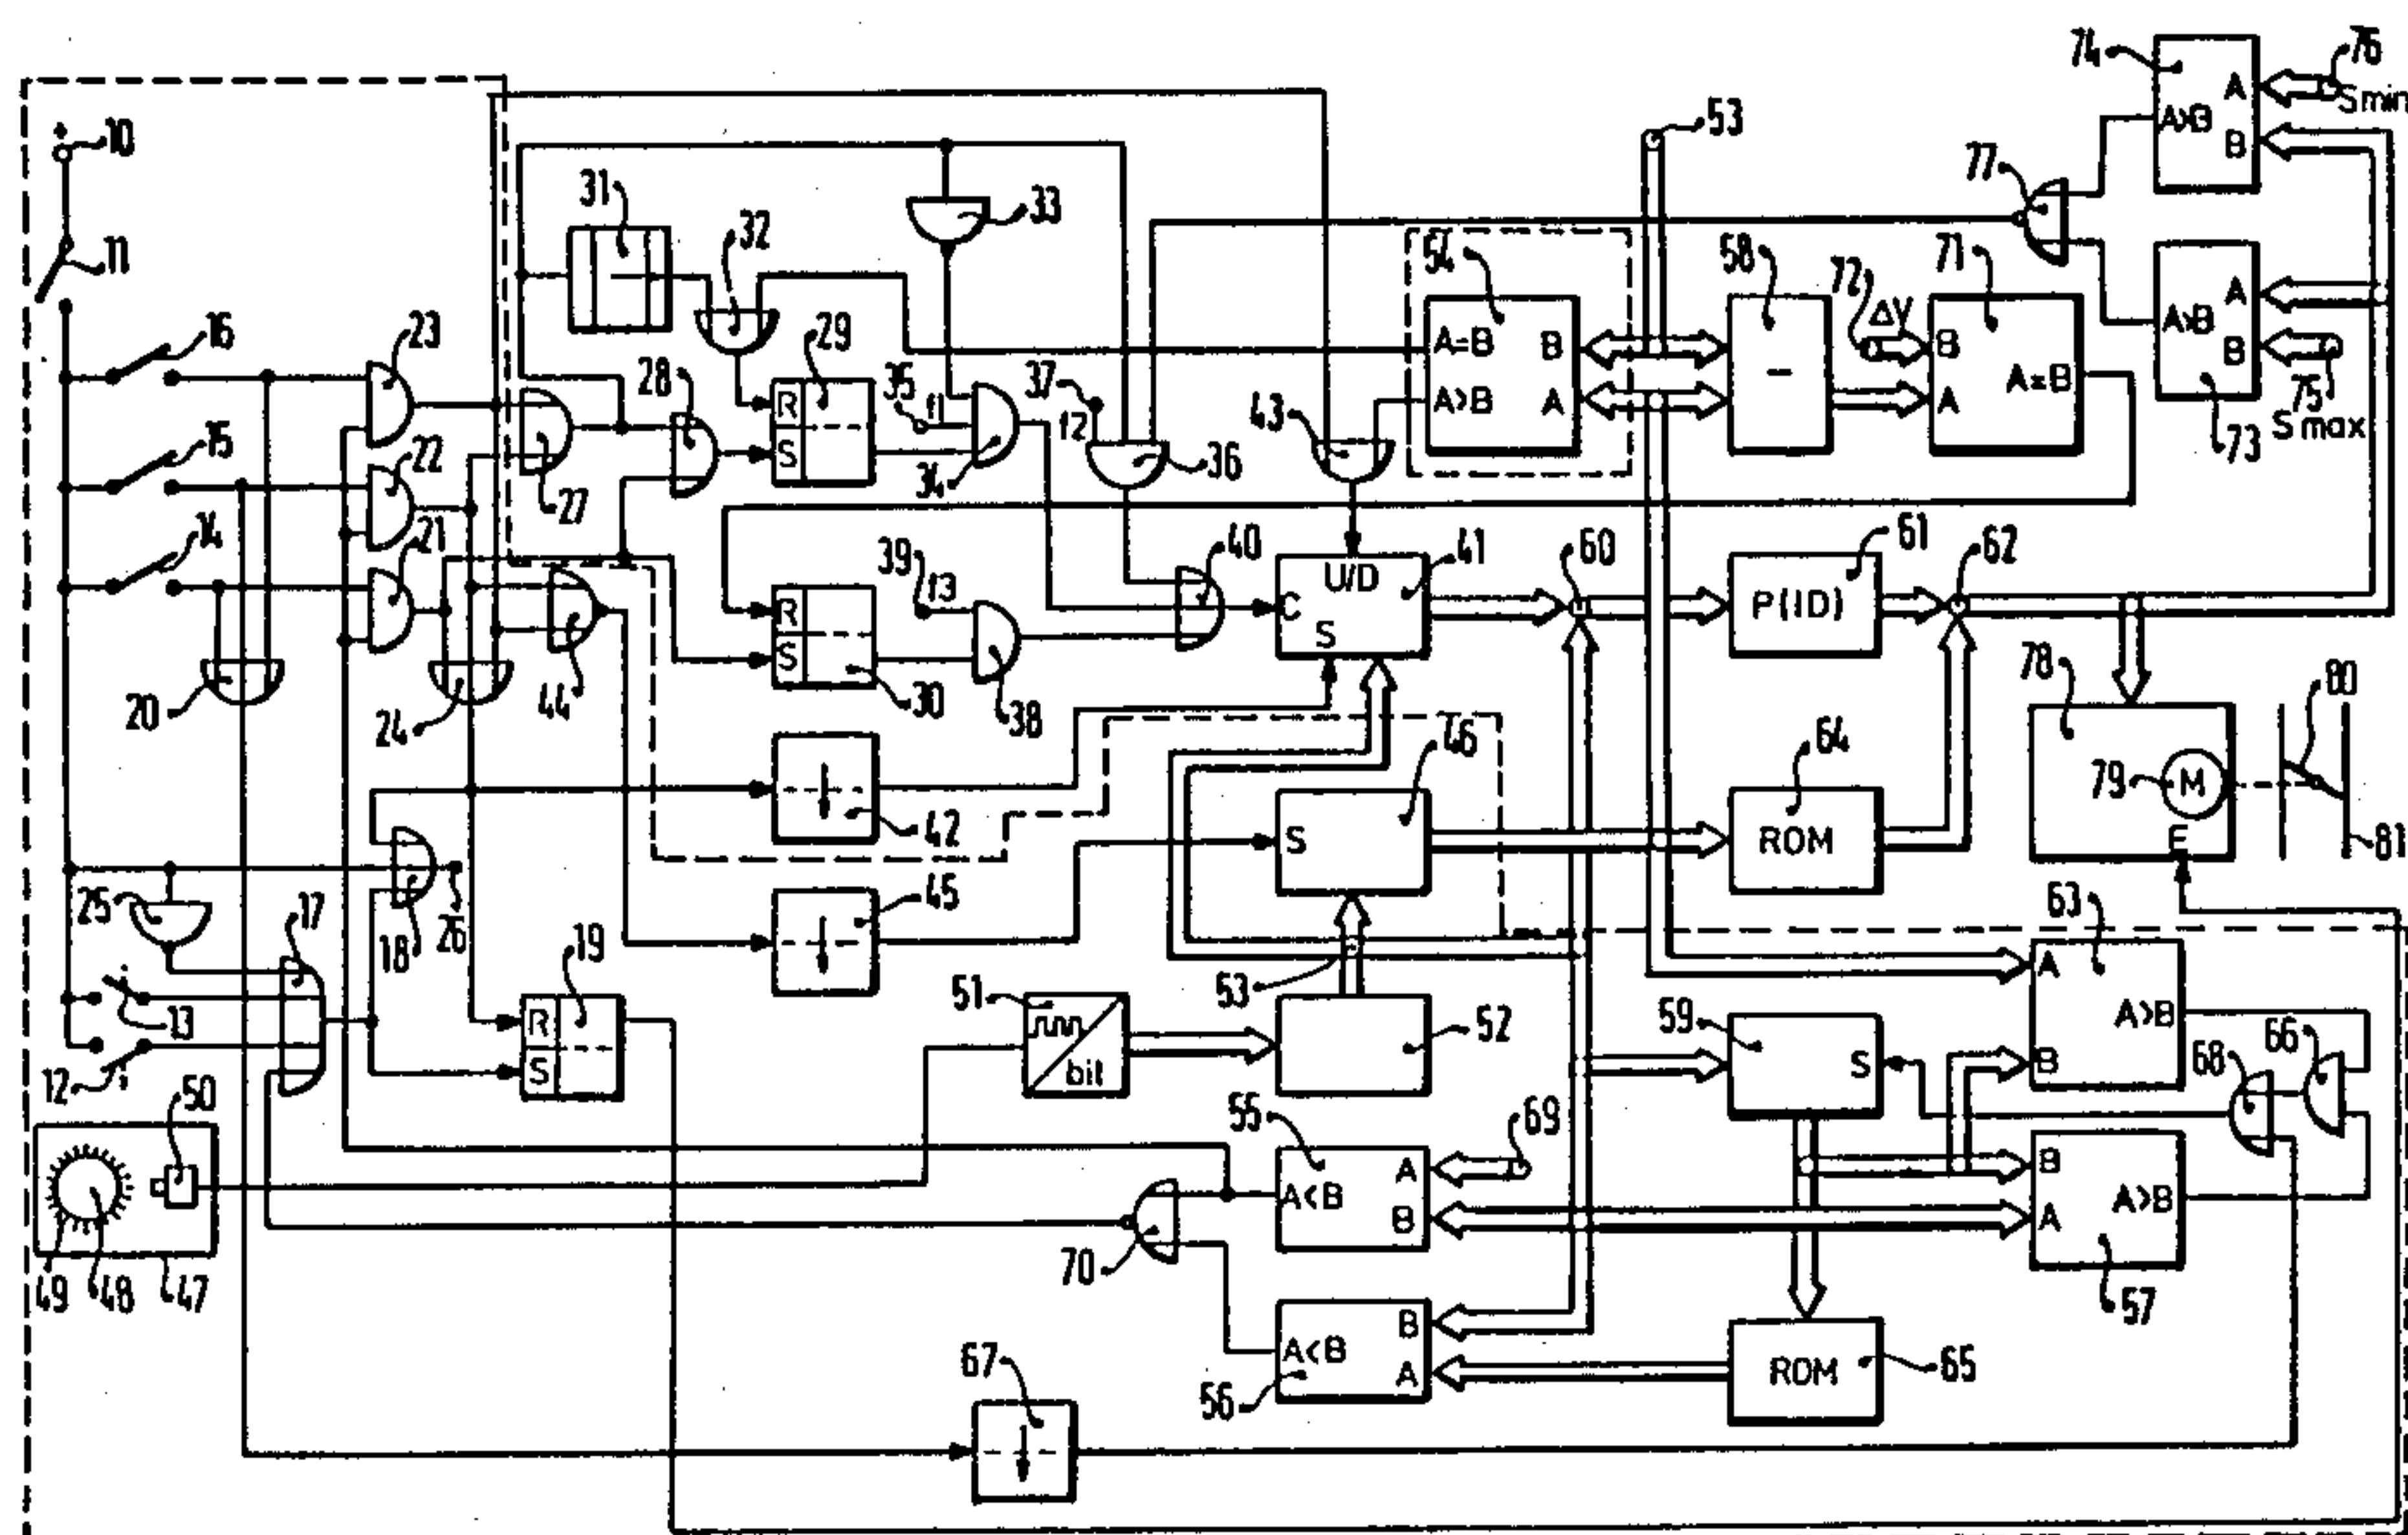 74
76
S min
A
A>B
B
+
10
53
77
31
32
33
54
58
72
ΔV
71
A
A>B
B
11
16
23
28
29
35
f1
37
f2
43
A=B
B
A>B
A
-
B
A
A=B
75
S max
73
R
S
15
22
27
34
36
14
21
39
f3
40
41
60
61
62
U/D
C
S
P(ID)
R
S
20
24
44
30
38
78
80
46
64
79
M
42
S
ROM
E
81
25
17
18
26
45
63
19
51
53
A
13
R
52
59
A>B
66
68
S
bit
S
B
12
50
55
69
A
B
A<B
B
A
A>B
49
48
47
70
57
67
B
A<B
A
56
ROM
65